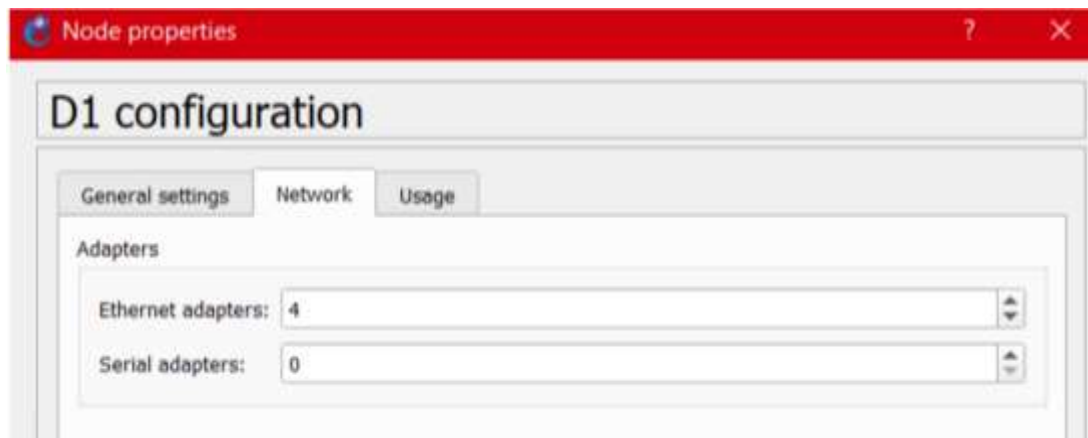 Node properties ? ×
D1 configuration
General settings Network Usage
Adapters
Ethernet adapters: 4
Serial adapters: 0